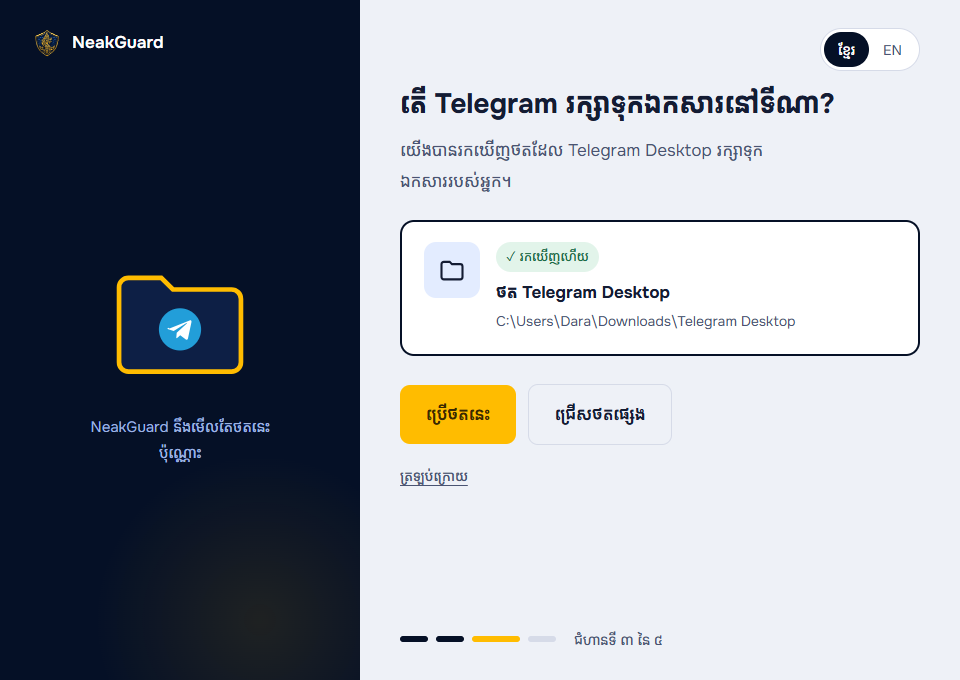 NeakGuard
ខ្មែរ
EN
តើ Telegram រក្សាទុកឯកសារនៅទីណា?
យើងបានរកឃើញថតដែល Telegram Desktop រក្សាទុក
ឯកសាររបស់អ្នក។
✓ រកឃើញហើយ
ថត Telegram Desktop
C:\Users\Dara\Downloads\Telegram Desktop
NeakGuard នឹងមើលតែថតនេះ
ប៉ុណ្ណោះ
ប្រើថតនេះ
ជ្រើសថតផ្សេង
ត្រឡប់ក្រោយ
ជំហានទី ៣ នៃ ៤